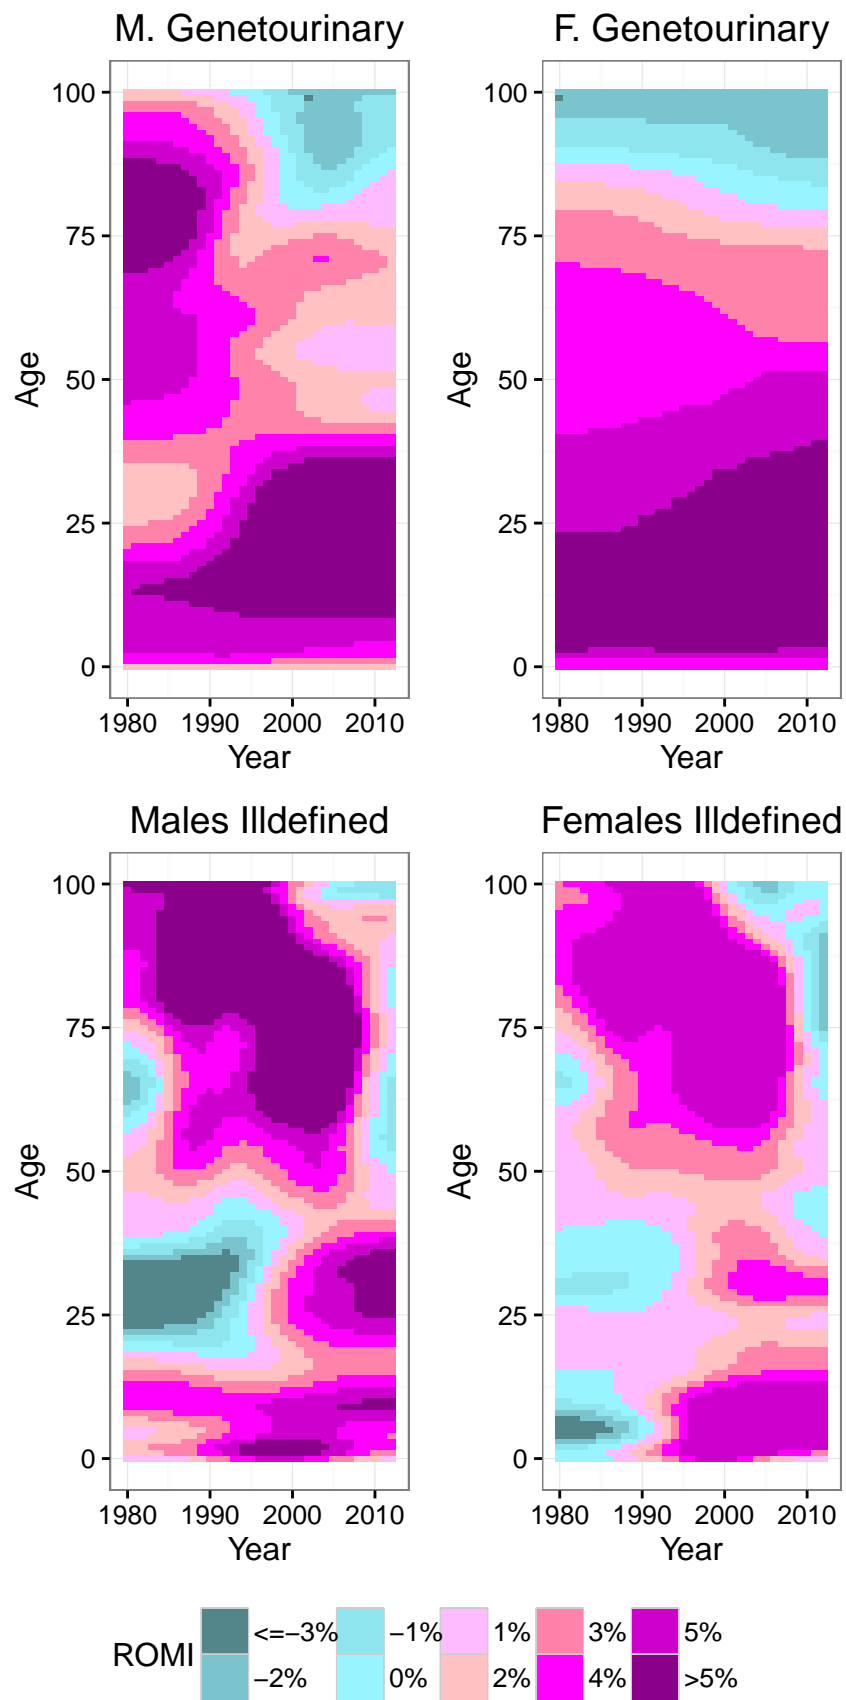 M. Genetourinary
F. Genetourinary
100
75
50
25
0
Age
1980 1990 2000 2010
Year
100
75
50
25
0
Age
1980 1990 2000 2010
Year
Males Illdefined
Females Illdefined
100
75
50
25
0
Age
1980 1990 2000 2010
Year
100
75
50
25
0
Age
1980 1990 2000 2010
Year
ROMI
<=−3% −1% 1% 3% 5%
−2% 0% 2% 4% >5%